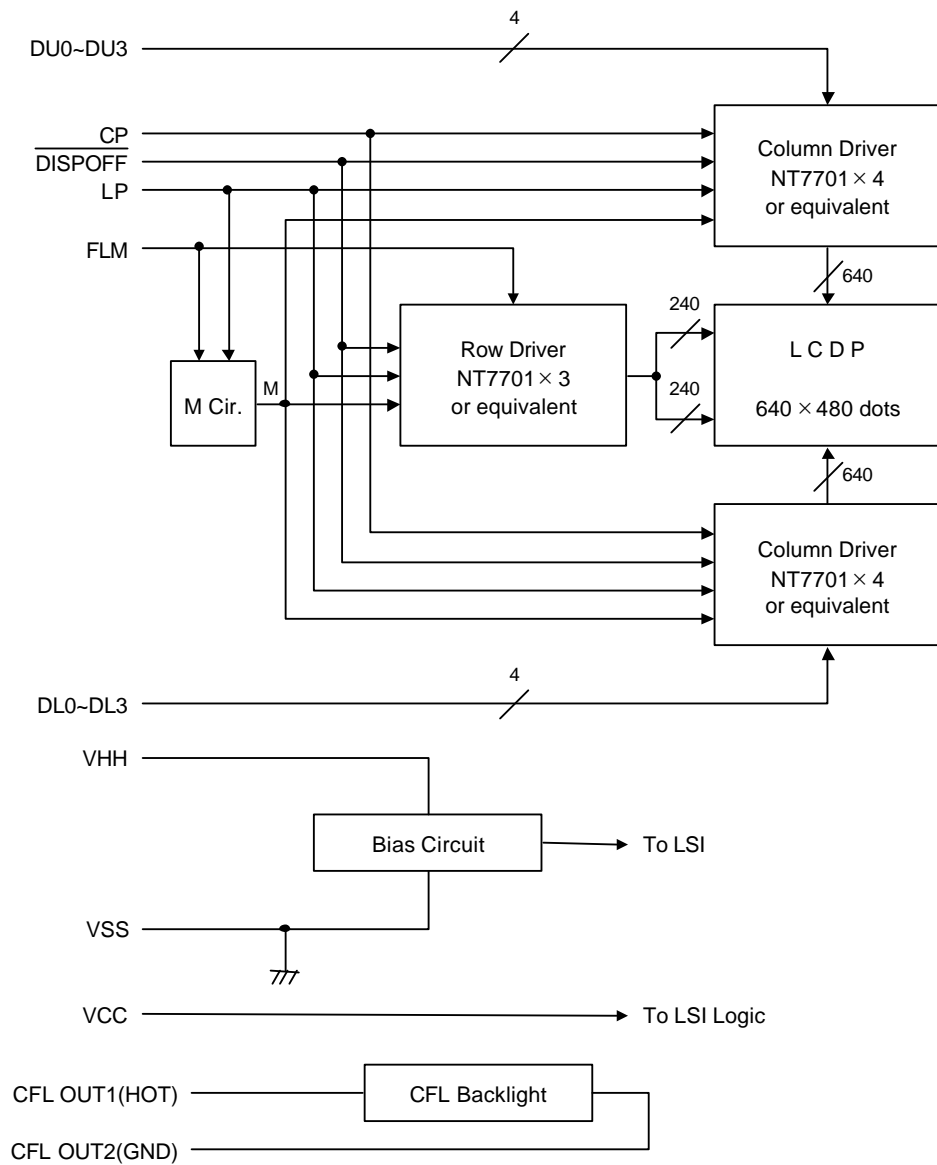 4
DU0~DU3
CP
DISPOFF
LP
FLM
Column Driver
NT7701×4
or equivalent
640
240
240
Row Driver
NT7701×3
or equivalent
L C D P
640 × 480 dots
M Cir.
M
640
Column Driver
NT7701×4
or equivalent
4
DL0~DL3
VHH
Bias Circuit
To LSI
VSS
VCC
To LSI Logic
CFL OUT1(HOT)
CFL Backlight
CFL OUT2(GND)